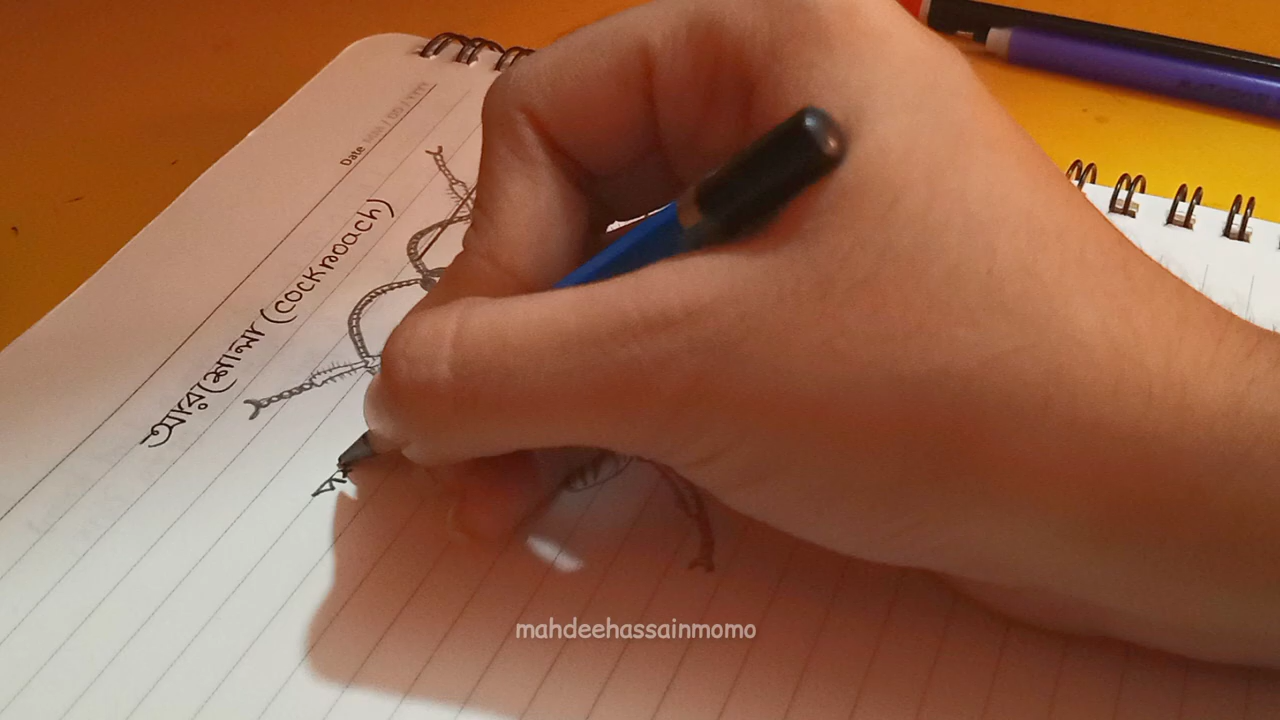 Date
আরশোলা (cockroach)
mahdeehassainmomo